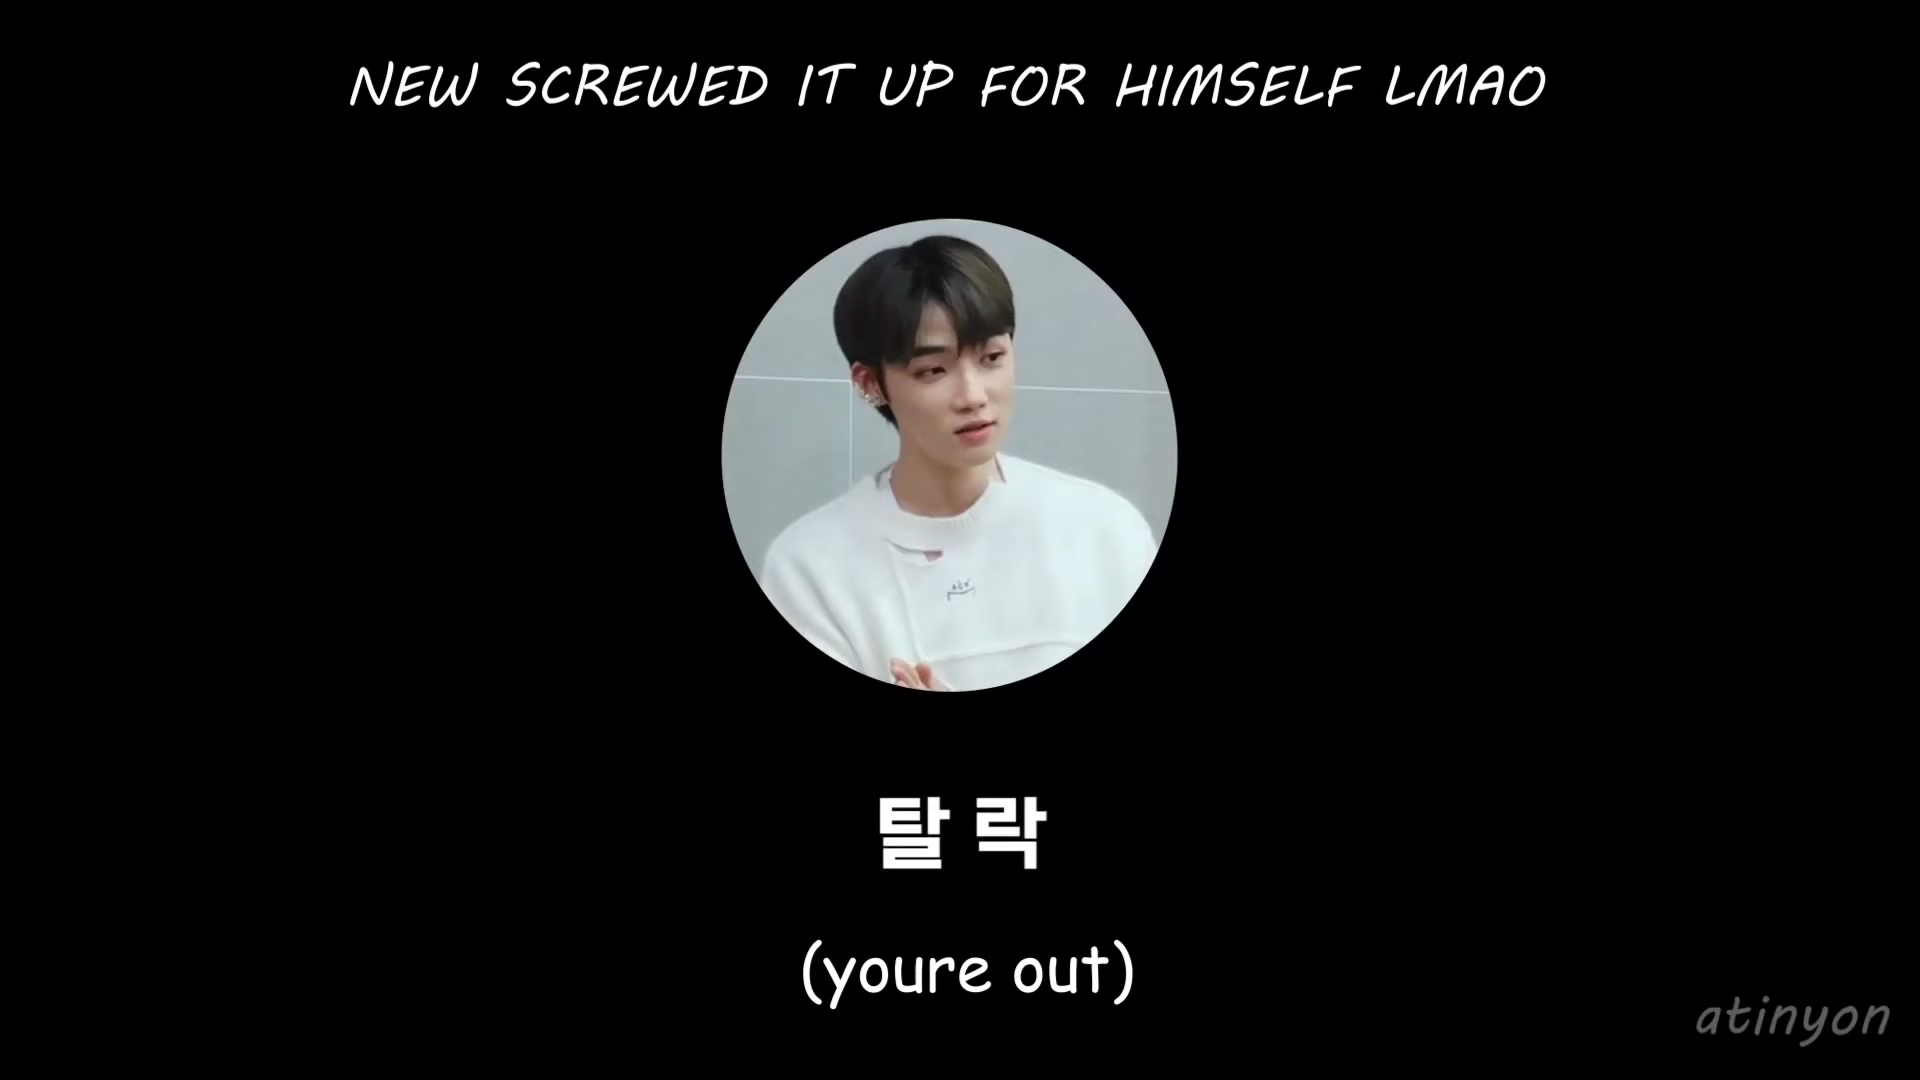 NEW SCREWED IT UP FOR HIMSELF LMAO
탈락
(youre out)
atinyon